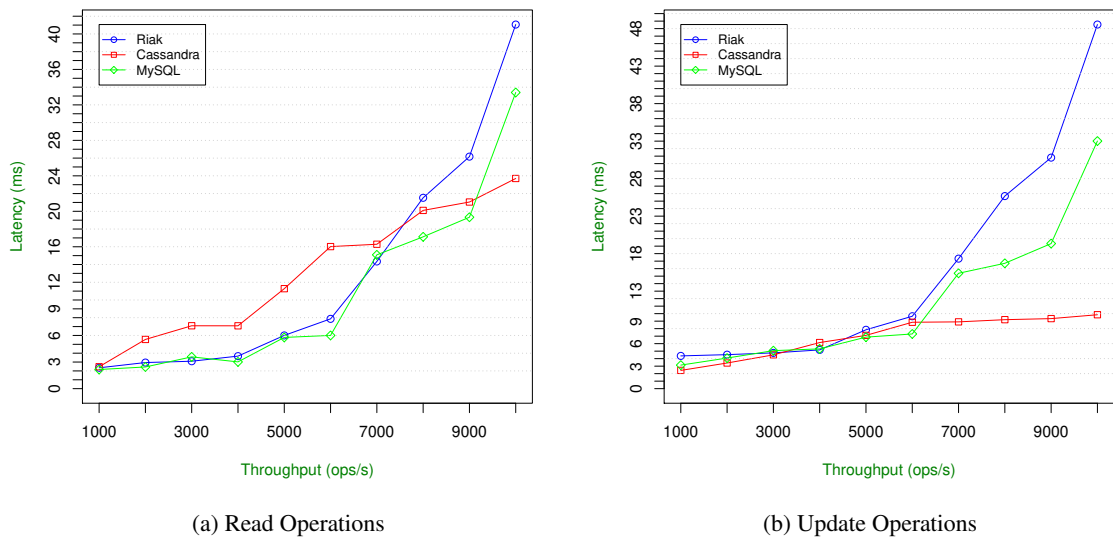 Riak
Cassandra
MySQL
Latency (ms)
0 3 6 9 12 16 20 24 28 32 36 40
1000 3000 5000 7000 9000
Throughput (ops/s)
(a) Read Operations
Riak
Cassandra
MySQL
Latency (ms)
0 3 6 9 13 18 23 28 33 38 43 48
1000 3000 5000 7000 9000
Throughput (ops/s)
(b) Update Operations